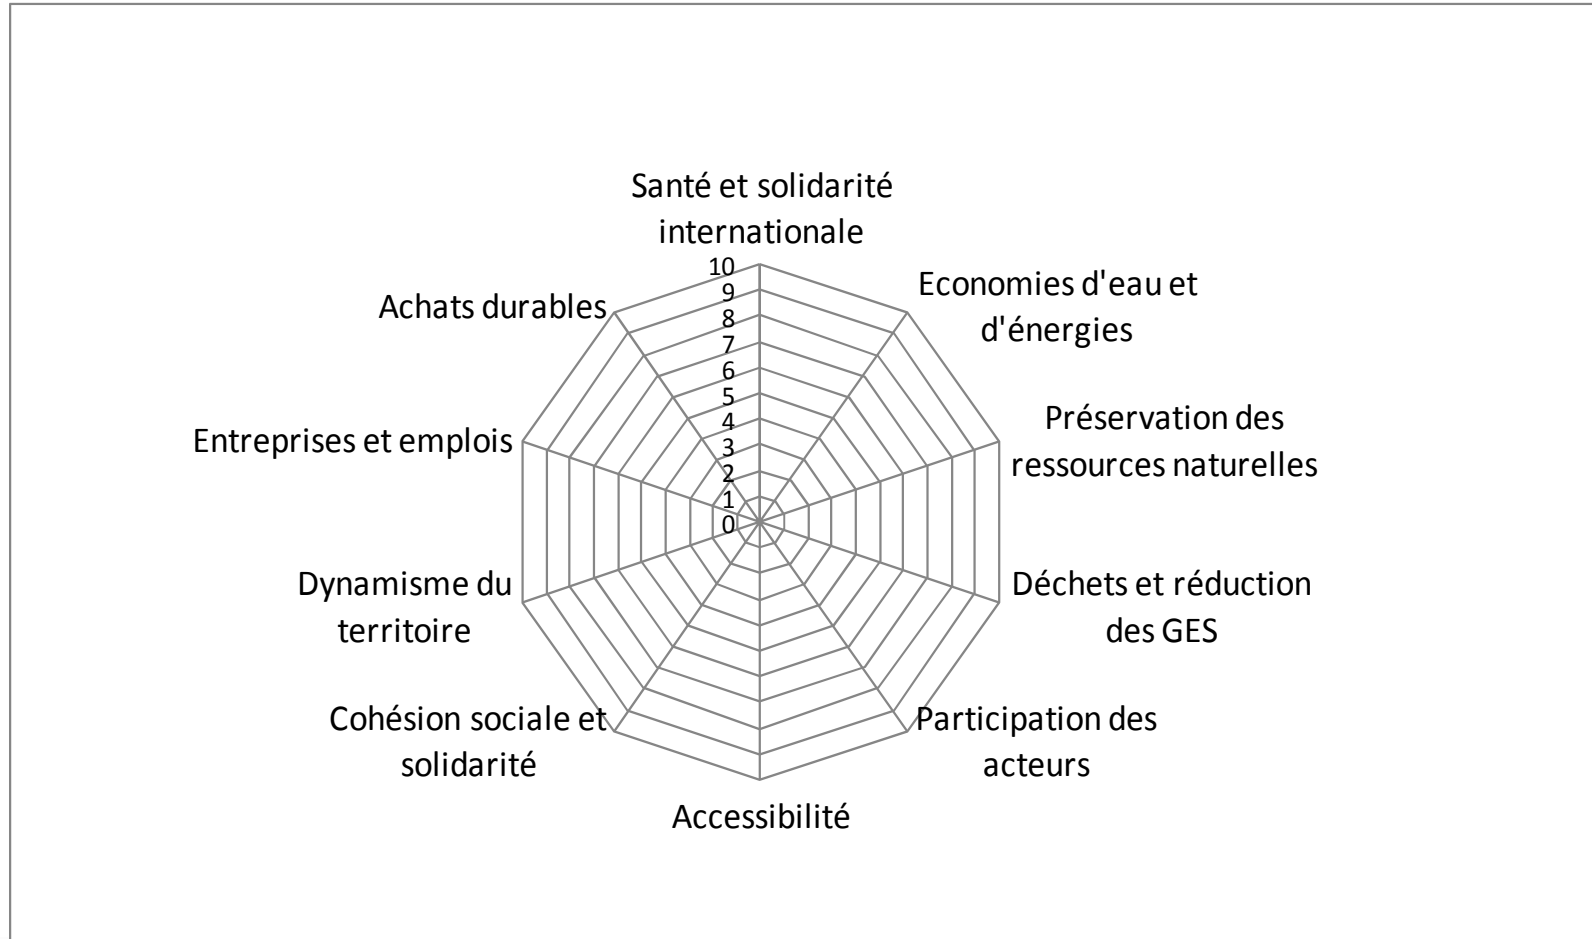 Santé et solidarité
internationale
Economies d'eau et
d'énergies
Préservation des
ressources naturelles
Déchets et réduction
des GES
Participation des
acteurs
Accessibilité
Cohésion sociale et
solidarité
Dynamisme du
territoire
Entreprises et emplois
Achats durables
10
9
8
7
6
5
4
3
2
1
0